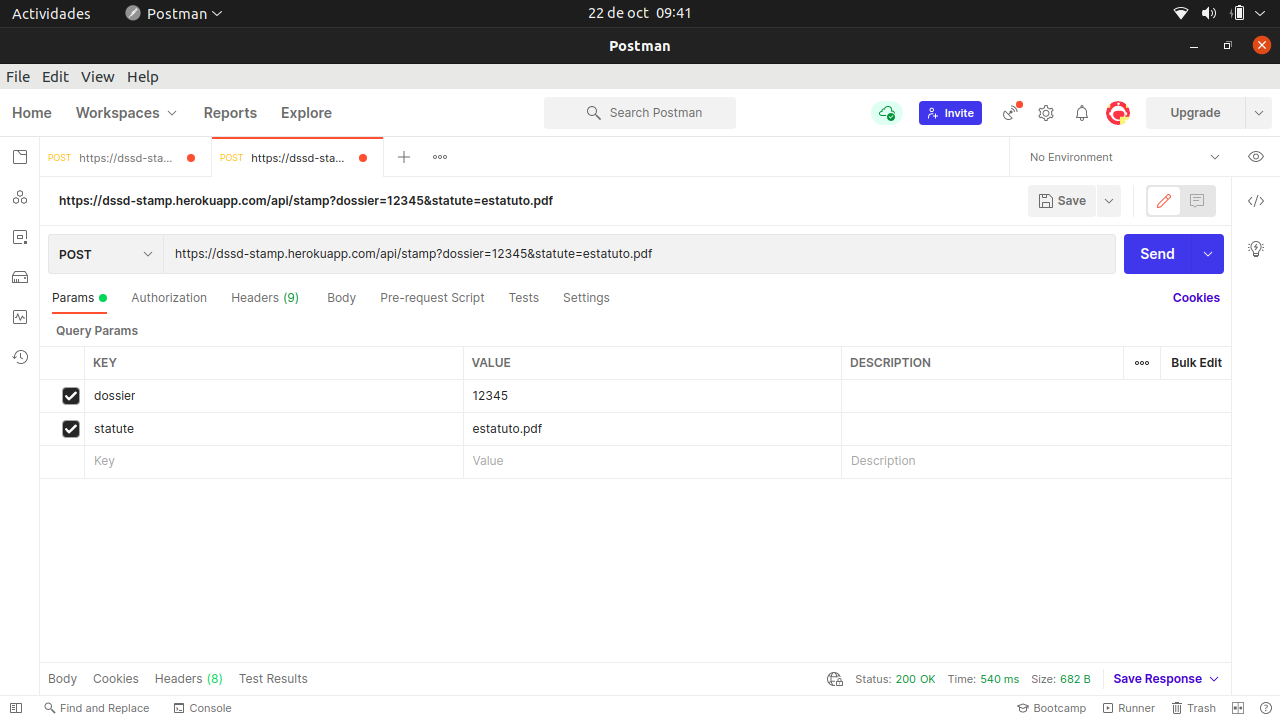 Actividades Postman 22 de oct 09:41
Postman
File Edit View Help
Home Workspaces Reports Explore Search Postman Invite Upgrade
POST https://dssd-sta... POST https://dssd-sta... No Environment
https://dssd-stamp.herokuapp.com/api/stamp?dossier=12345&statute=estatuto.pdf Save
POST https://dssd-stamp.herokuapp.com/api/stamp?dossier=12345&statute=estatuto.pdf Send
Params Authorization Headers (9) Body Pre-request Script Tests Settings Cookies
Query Params
KEY VALUE DESCRIPTION Bulk Edit
dossier 12345
statute estatuto.pdf
Key Value Description
Body Cookies Headers (8) Test Results Status: 200 OK Time: 540 ms Size: 682 B Save Response
Find and Replace Console Bootcamp Runner Trash